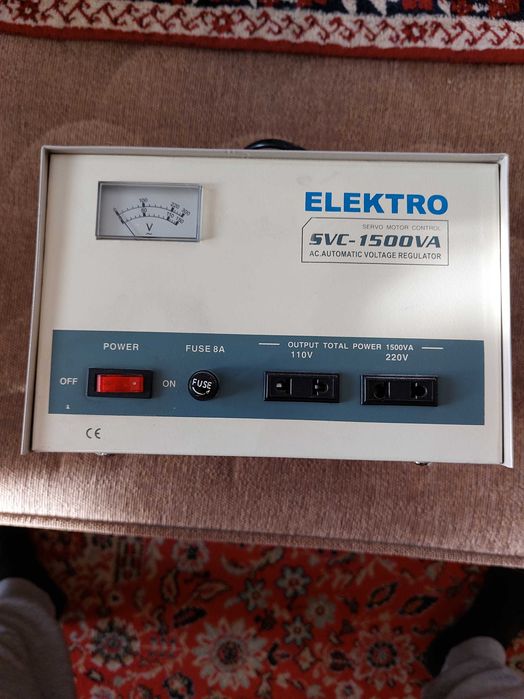 V
ELEKTRO
SERVO MOTOR CONTROL
SVC-1500VA
A.C.AUTOMATIC VOLTAGE REGULATOR
POWER
FUSE 8A
OUTPUT TOTAL POWER 1500VA
110V 220V
OFF ON
FUSE
CE